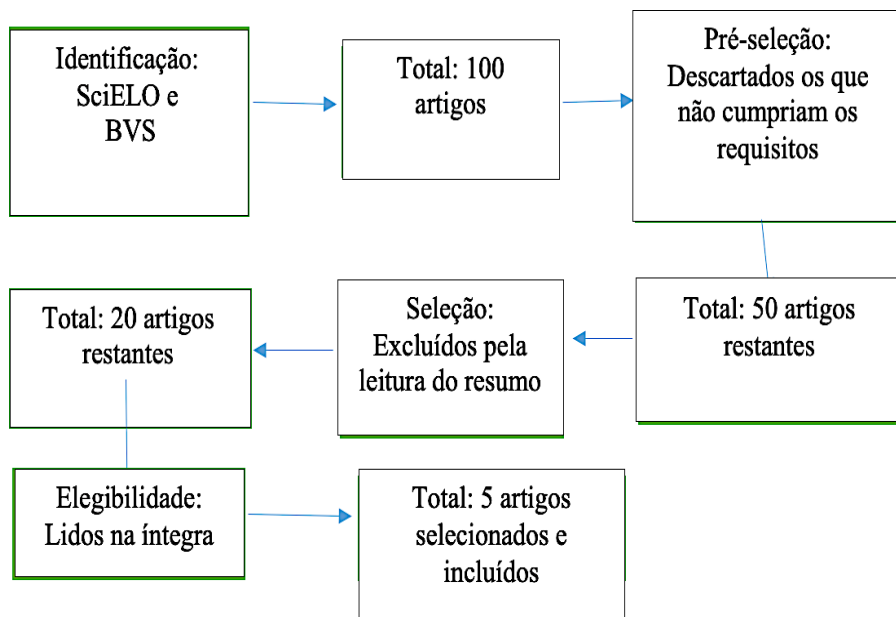 Identificação:
SciELO e
BVS
Total: 100
artigos
Pré-seleção:
Descartados os que
não cumpriam os
requisitos
Total: 50 artigos
restantes
Seleção:
Excluídos pela
leitura do resumo
Total: 20 artigos
restantes
Elegibilidade:
Lidos na íntegra
Total: 5 artigos
selecionados e
incluídos